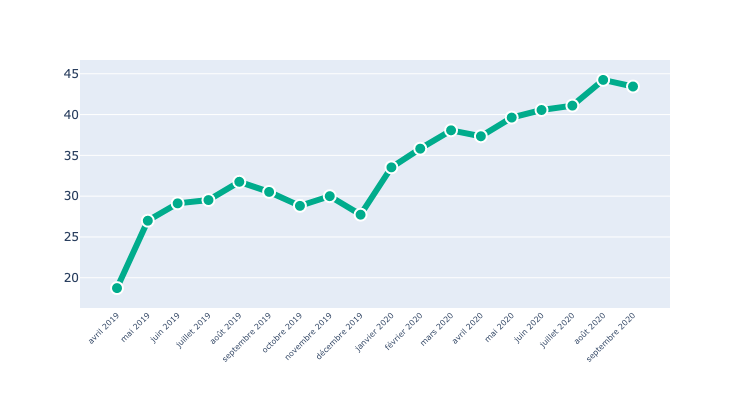 45
40
35
30
25
20
avril 2019
mai 2019
juin 2019
juillet 2019
août 2019
septembre 2019
octobre 2019
novembre 2019
décembre 2019
janvier 2020
février 2020
mars 2020
avril 2020
mai 2020
juin 2020
juillet 2020
août 2020
septembre 2020